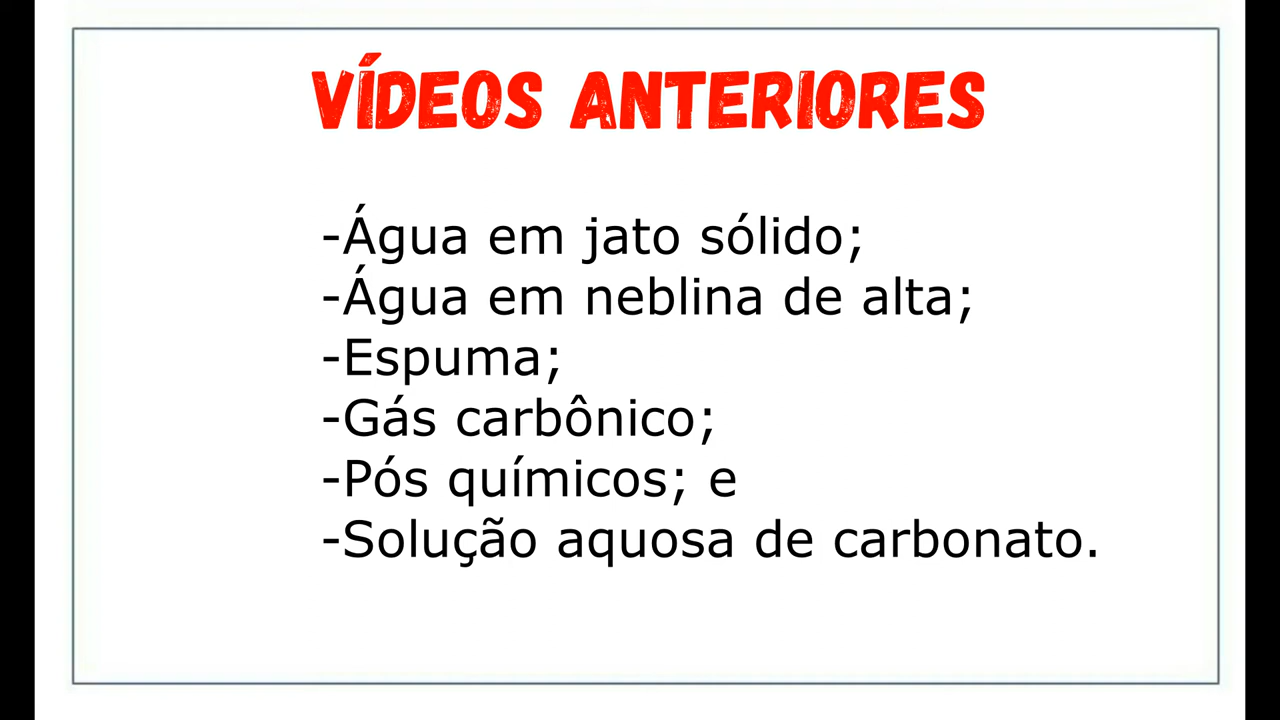 VÍDEOS ANTERIORES
-Água em jato sólido;
-Água em neblina de alta;
-Espuma;
-Gás carbônico;
-Pós químicos; e
-Solução aquosa de carbonato.